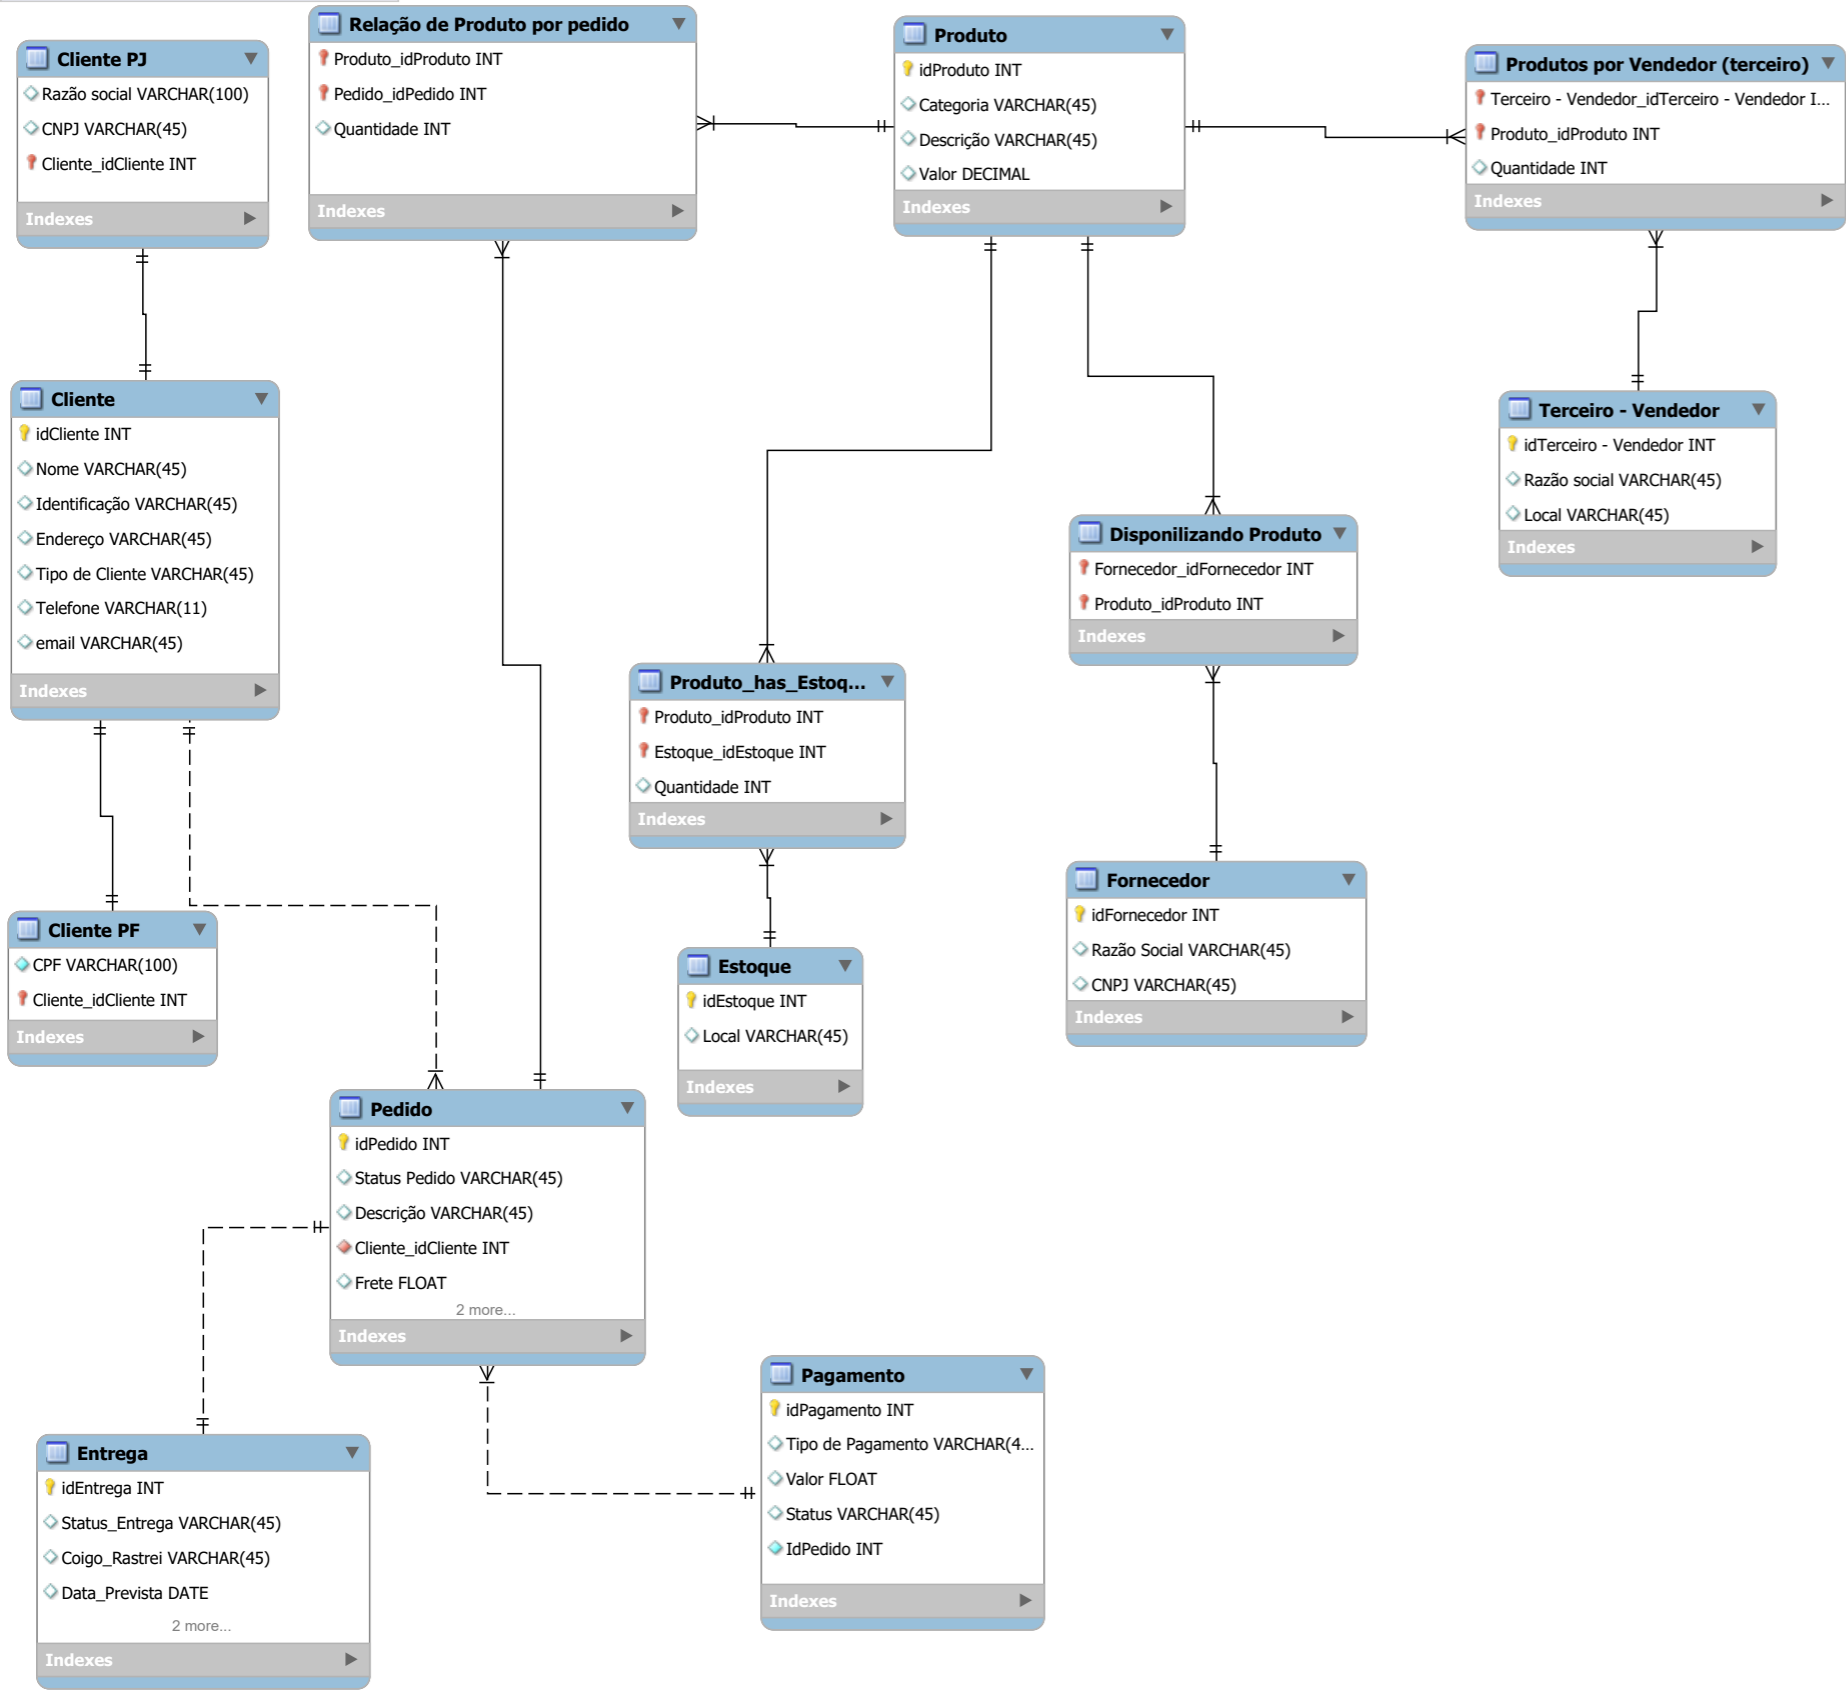 Cliente PJ
Razão social VARCHAR(100)
CNPJ VARCHAR(45)
Cliente_idCliente INT
Indexes
Relação de Produto por pedido
Produto_idProduto INT
Pedido_idPedido INT
Quantidade INT
Indexes
Produto
idProduto INT
Categoria VARCHAR(45)
Descrição VARCHAR(45)
Valor DECIMAL
Indexes
Produtos por Vendedor (terceiro)
Terceiro - Vendedor_idTerceiro - Vendedor I...
Produto_idProduto INT
Quantidade INT
Indexes
Cliente
idCliente INT
Nome VARCHAR(45)
Identificação VARCHAR(45)
Endereço VARCHAR(45)
Tipo de Cliente VARCHAR(45)
Telefone VARCHAR(11)
email VARCHAR(45)
Indexes
Terceiro - Vendedor
idTerceiro - Vendedor INT
Razão social VARCHAR(45)
Local VARCHAR(45)
Indexes
Disponilizando Produto
Fornecedor_idFornecedor INT
Produto_idProduto INT
Indexes
Produto_has_Estoq...
Produto_idProduto INT
Estoque_idEstoque INT
Quantidade INT
Indexes
Fornecedor
idFornecedor INT
Razão Social VARCHAR(45)
CNPJ VARCHAR(45)
Indexes
Cliente PF
CPF VARCHAR(100)
Cliente_idCliente INT
Indexes
Estoque
idEstoque INT
Local VARCHAR(45)
Indexes
Pedido
idPedido INT
Status Pedido VARCHAR(45)
Descrição VARCHAR(45)
Cliente_idCliente INT
Frete FLOAT
2 more...
Indexes
Pagamento
idPagamento INT
Tipo de Pagamento VARCHAR(4...
Valor FLOAT
Status VARCHAR(45)
IdPedido INT
Indexes
Entrega
idEntrega INT
Status_Entrega VARCHAR(45)
Coigo_Rastrei VARCHAR(45)
Data_Prevista DATE
2 more...
Indexes